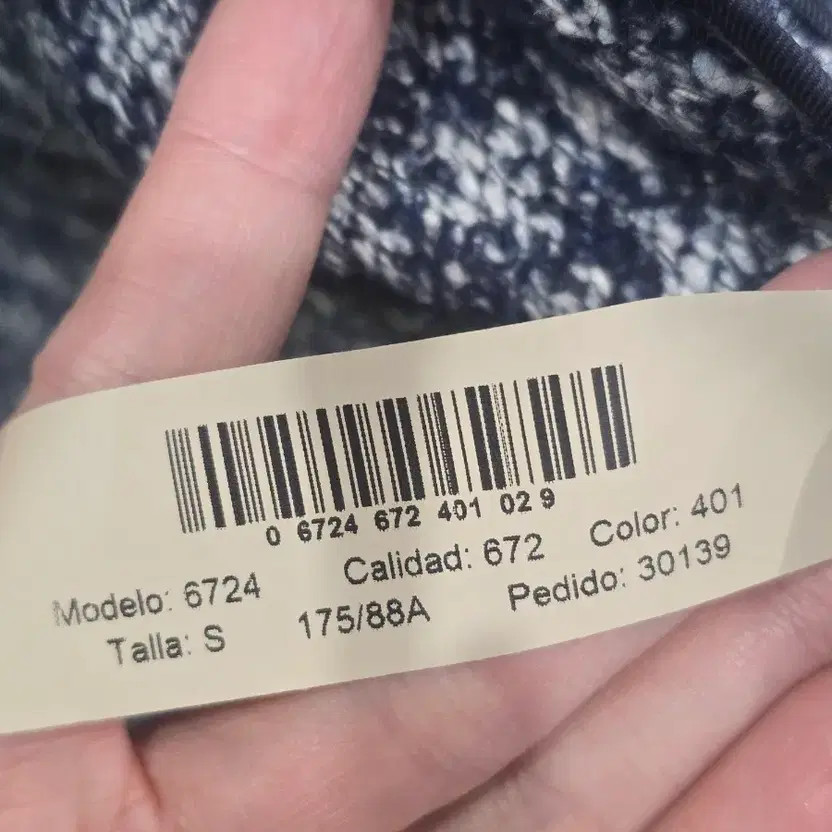 0 6724 672 401 02 9
Modelo: 6724 Calidad: 672 Color: 401
Talla: S 175/88A Pedido: 30139